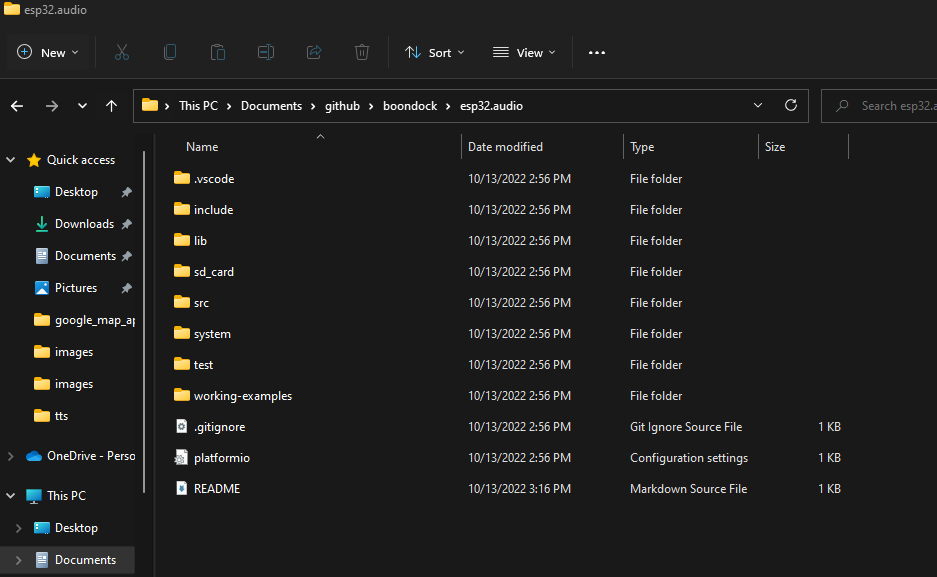 esp32.audio
New Sort View
This PC Documents github boondock esp32.audio Search esp32.a
Name Date modified Type Size
Quick access
Desktop
Downloads
Documents
Pictures
google_map_ap
images
images
tts
OneDrive - Perso
This PC
Desktop
Documents
.vscode 10/13/2022 2:56 PM File folder
include 10/13/2022 2:56 PM File folder
lib 10/13/2022 2:56 PM File folder
sd_card 10/13/2022 2:56 PM File folder
src 10/13/2022 2:56 PM File folder
system 10/13/2022 2:56 PM File folder
test 10/13/2022 2:56 PM File folder
working-examples 10/13/2022 2:56 PM File folder
.gitignore 10/13/2022 2:56 PM Git Ignore Source File 1 KB
platformio 10/13/2022 2:56 PM Configuration settings 1 KB
README 10/13/2022 3:16 PM Markdown Source File 1 KB